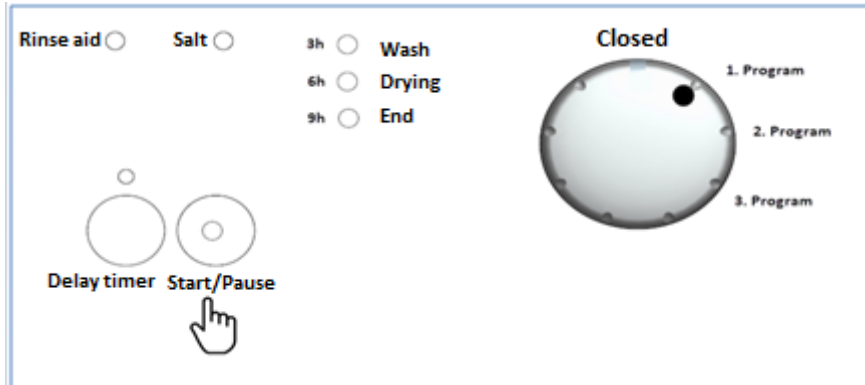 Rinse aid
Salt
3h Wash
6h Drying
9h End
Closed
1. Program
2. Program
3. Program
Delay timer
Start/Pause